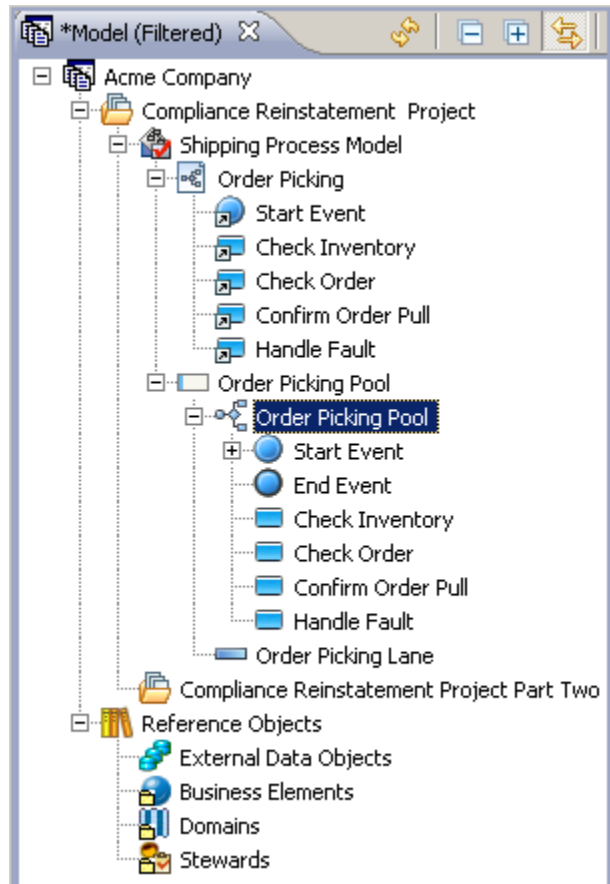 *Model (Filtered)
Acme Company
Compliance Reinstatement Project
Shipping Process Model
Order Picking
Start Event
Check Inventory
Check Order
Confirm Order Pull
Handle Fault
Order Picking Pool
Order Picking Pool
Start Event
End Event
Check Inventory
Check Order
Confirm Order Pull
Handle Fault
Order Picking Lane
Compliance Reinstatement Project Part Two
Reference Objects
External Data Objects
Business Elements
Domains
Stewards